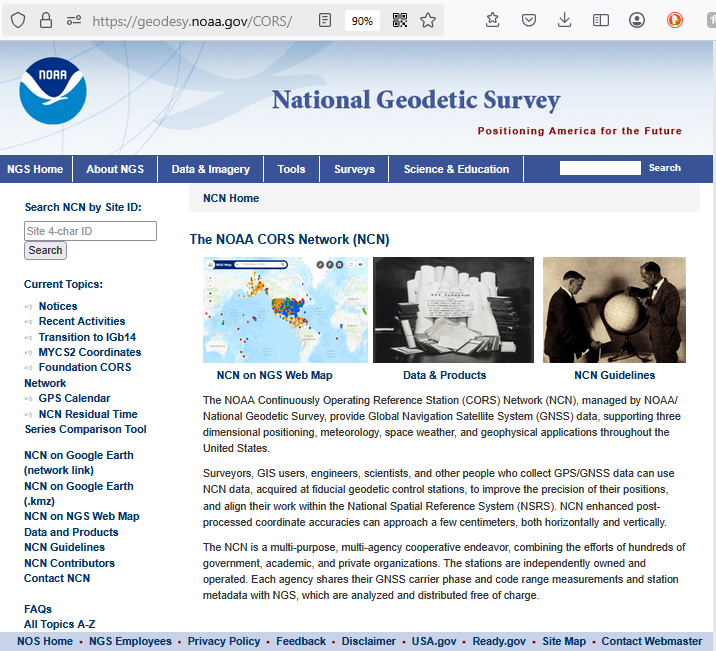 https://geodesy.noaa.gov/CORS/
90%
NOAA
National Geodetic Survey
Positioning America for the Future
NGS Home
About NGS
Data & Imagery
Tools
Surveys
Science & Education
Search
Search NCN by Site ID:
Site 4-char ID
Search
Current Topics:
Notices
Recent Activities
Transition to IGb14
MYCS2 Coordinates
Foundation CORS
Network
GPS Calendar
NCN Residual Time
Series Comparison Tool
NCN on Google Earth
(network link)
NCN on Google Earth
(.kmz)
NCN on NGS Web Map
Data and Products
NCN Guidelines
NCN Contributors
Contact NCN
FAQs
All Topics A-Z
NCN Home
The NOAA CORS Network (NCN)
NGS Map
NCN on NGS Web Map
Data & Products
NCN Guidelines
The NOAA Continuously Operating Reference Station (CORS) Network (NCN), managed by NOAA/
National Geodetic Survey, provide Global Navigation Satellite System (GNSS) data, supporting three
dimensional positioning, meteorology, space weather, and geophysical applications throughout the
United States.
Surveyors, GIS users, engineers, scientists, and other people who collect GPS/GNSS data can use
NCN data, acquired at fiducial geodetic control stations, to improve the precision of their positions,
and align their work within the National Spatial Reference System (NSRS). NCN enhanced post-
processed coordinate accuracies can approach a few centimeters, both horizontally and vertically.
The NCN is a multi-purpose, multi-agency cooperative endeavor, combining the efforts of hundreds of
government, academic, and private organizations. The stations are independently owned and
operated. Each agency shares their GNSS carrier phase and code range measurements and station
metadata with NGS, which are analyzed and distributed free of charge.
NOS Home • NGS Employees • Privacy Policy • Feedback • Disclaimer • USA.gov • Ready.gov • Site Map • Contact Webmaster